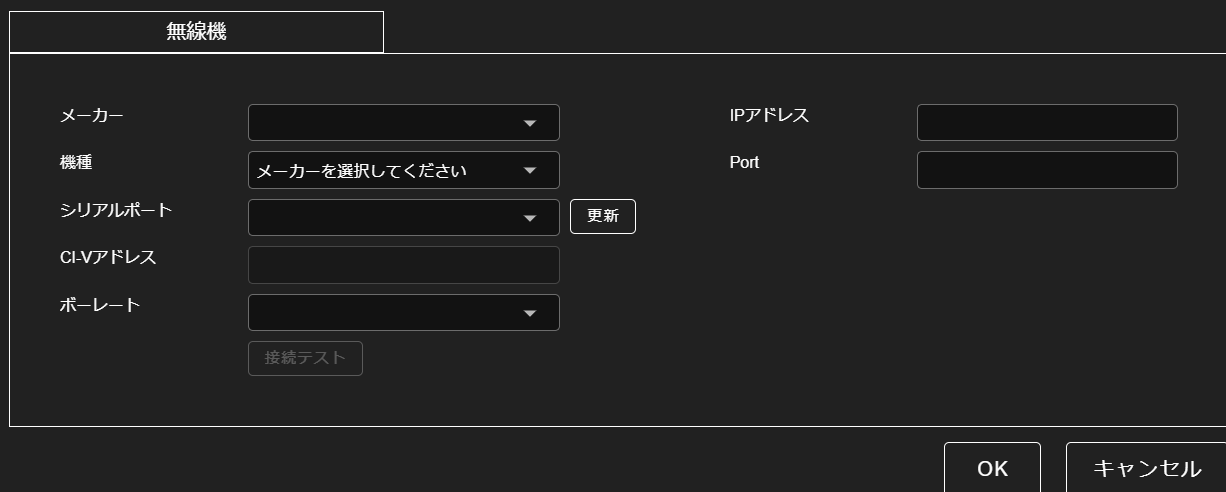 無線機
メーカー
機種
メーカーを選択してください
シリアルポート
更新
CI-Vアドレス
ボーレート
接続テスト
IPアドレス
Port
OK
キャンセル